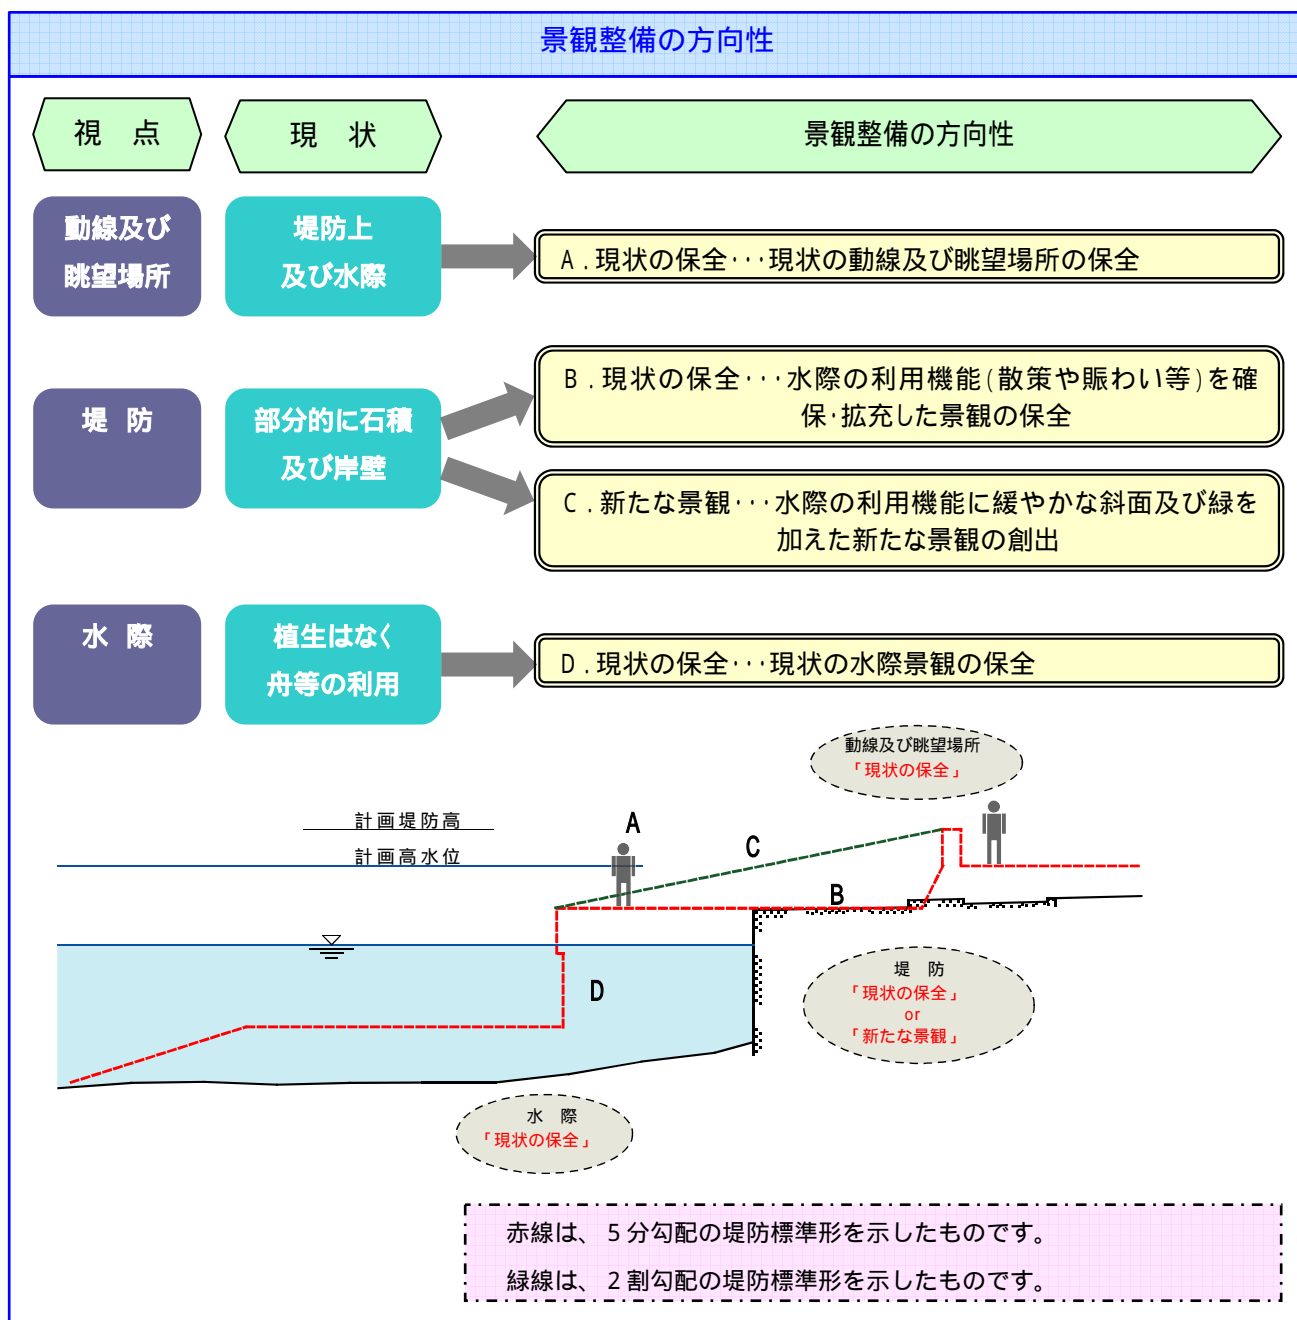 景観整備の方向性
視　点
現　状
景観整備の方向性
動線及び
眺望場所
堤防上
及び水際
A．現状の保全･･･現状の動線及び眺望場所の保全
堤 防
部分的に石積
及び岸壁
B．現状の保全･･･水際の利用機能(散策や賑わい等)を確
保･拡充した景観の保全
C．新たな景観･･･水際の利用機能に緩やかな斜面及び緑を
加えた新たな景観の創出
水 際
植生はなく
舟等の利用
D．現状の保全･･･現状の水際景観の保全
動線及び眺望場所
「現状の保全」
計画堤防高
計画高水位
A
C
B
D
堤　防
「現状の保全」
or
「新たな景観」
水　際
「現状の保全」
赤線は、5分勾配の堤防標準形を示したものです。
緑線は、2割勾配の堤防標準形を示したものです。